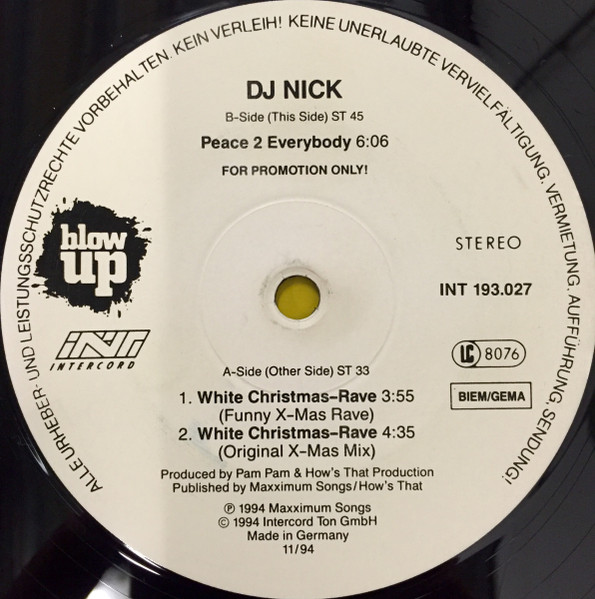 ALLE URHEBER- UND LEISTUNGSSCHUTZRECHTE VORBEHALTEN. KEIN VERLEIH! KEINE UNERLAUBTE VERVIELFÄLTIGUNG. VERMIETUNG. AUFFÜHRUNG. SENDUNG!
DJ NICK
B-Side (This Side) ST 45
Peace 2 Everybody 6:06
FOR PROMOTION ONLY!
blow
up
STEREO
INT 193.027
INT
INTERCORD
LC 8076
BIEM/GEMA
A-Side (Other Side) ST 33
1. White Christmas–Rave 3:55
(Funny X–Mas Rave)
2. White Christmas–Rave 4:35
(Original X–Mas Mix)
Produced by Pam Pam & How's That Production
Published by Maxximum Songs/How's That
℗ 1994 Maxximum Songs
© 1994 Intercord Ton GmbH
Made in Germany
11/94